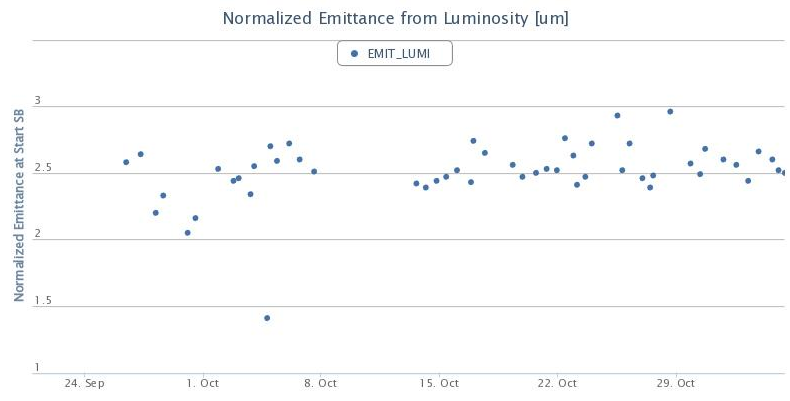 Normalized Emittance from Luminosity [um]
EMIT_LUMI
Normalized Emittance at Start SB
3
2.5
2
1.5
1
24. Sep 1. Oct 8. Oct 15. Oct 22. Oct 29. Oct